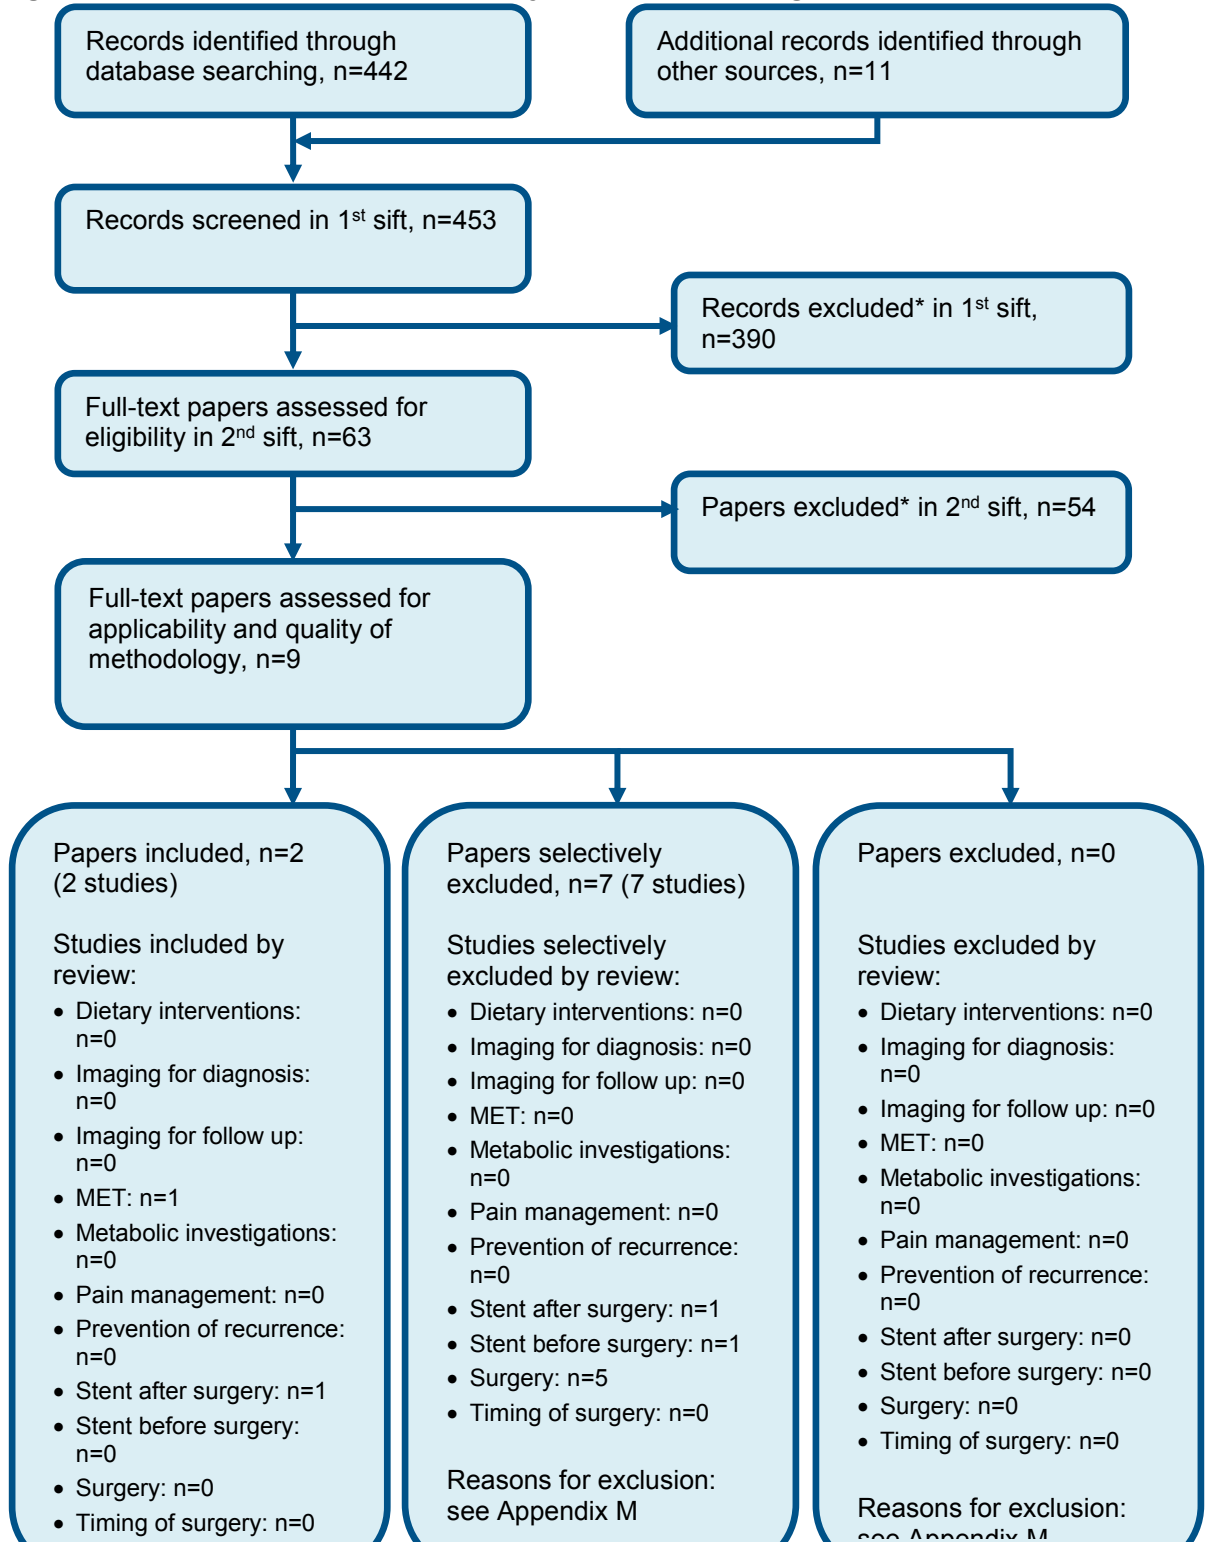 Records identified through
database searching, n=442
Additional records identified through
other sources, n=11
Records screened in 1st sift, n=453
Records excluded* in 1st sift,
n=390
Full-text papers assessed for
eligibility in 2nd sift, n=63
Papers excluded* in 2nd sift, n=54
Full-text papers assessed for
applicability and quality of
methodology, n=9
Papers included, n=2
(2 studies)
Studies included by
review:
• Dietary interventions:
n=0
• Imaging for diagnosis:
n=0
• Imaging for follow up:
n=0
• MET: n=1
• Metabolic investigations:
n=0
• Pain management: n=0
• Prevention of recurrence:
n=0
• Stent after surgery: n=1
• Stent before surgery:
n=0
• Surgery: n=0
• Timing of surgery: n=0
Papers selectively
excluded, n=7 (7 studies)
Studies selectively
excluded by review:
• Dietary interventions: n=0
• Imaging for diagnosis: n=0
• Imaging for follow up: n=0
• MET: n=0
• Metabolic investigations:
n=0
• Pain management: n=0
• Prevention of recurrence:
n=0
• Stent after surgery: n=1
• Stent before surgery: n=1
• Surgery: n=5
• Timing of surgery: n=0
Reasons for exclusion:
see Appendix M
Papers excluded, n=0
Studies excluded by
review:
• Dietary interventions: n=0
• Imaging for diagnosis:
n=0
• Imaging for follow up: n=0
• MET: n=0
• Metabolic investigations:
n=0
• Pain management: n=0
• Prevention of recurrence:
n=0
• Stent after surgery: n=0
• Stent before surgery: n=0
• Surgery: n=0
• Timing of surgery: n=0
Reasons for exclusion:
see Appendix M